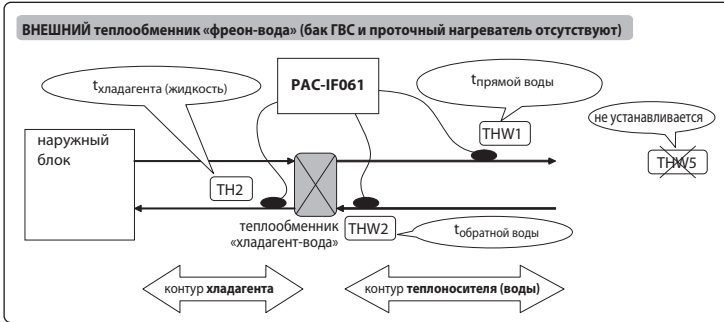 ВНЕШНИЙ теплообменник «фреон-вода» (бак ГВС и проточный нагреватель отсутствуют)
tхладагента (жидкость)
PAC-IF061
tпрямой воды
THW1
не устанавливается
THW5
наружный
блок
TH2
теплообменник
«хладагент-вода»
THW2
tобратной воды
контур хладагента
контур теплоносителя (воды)